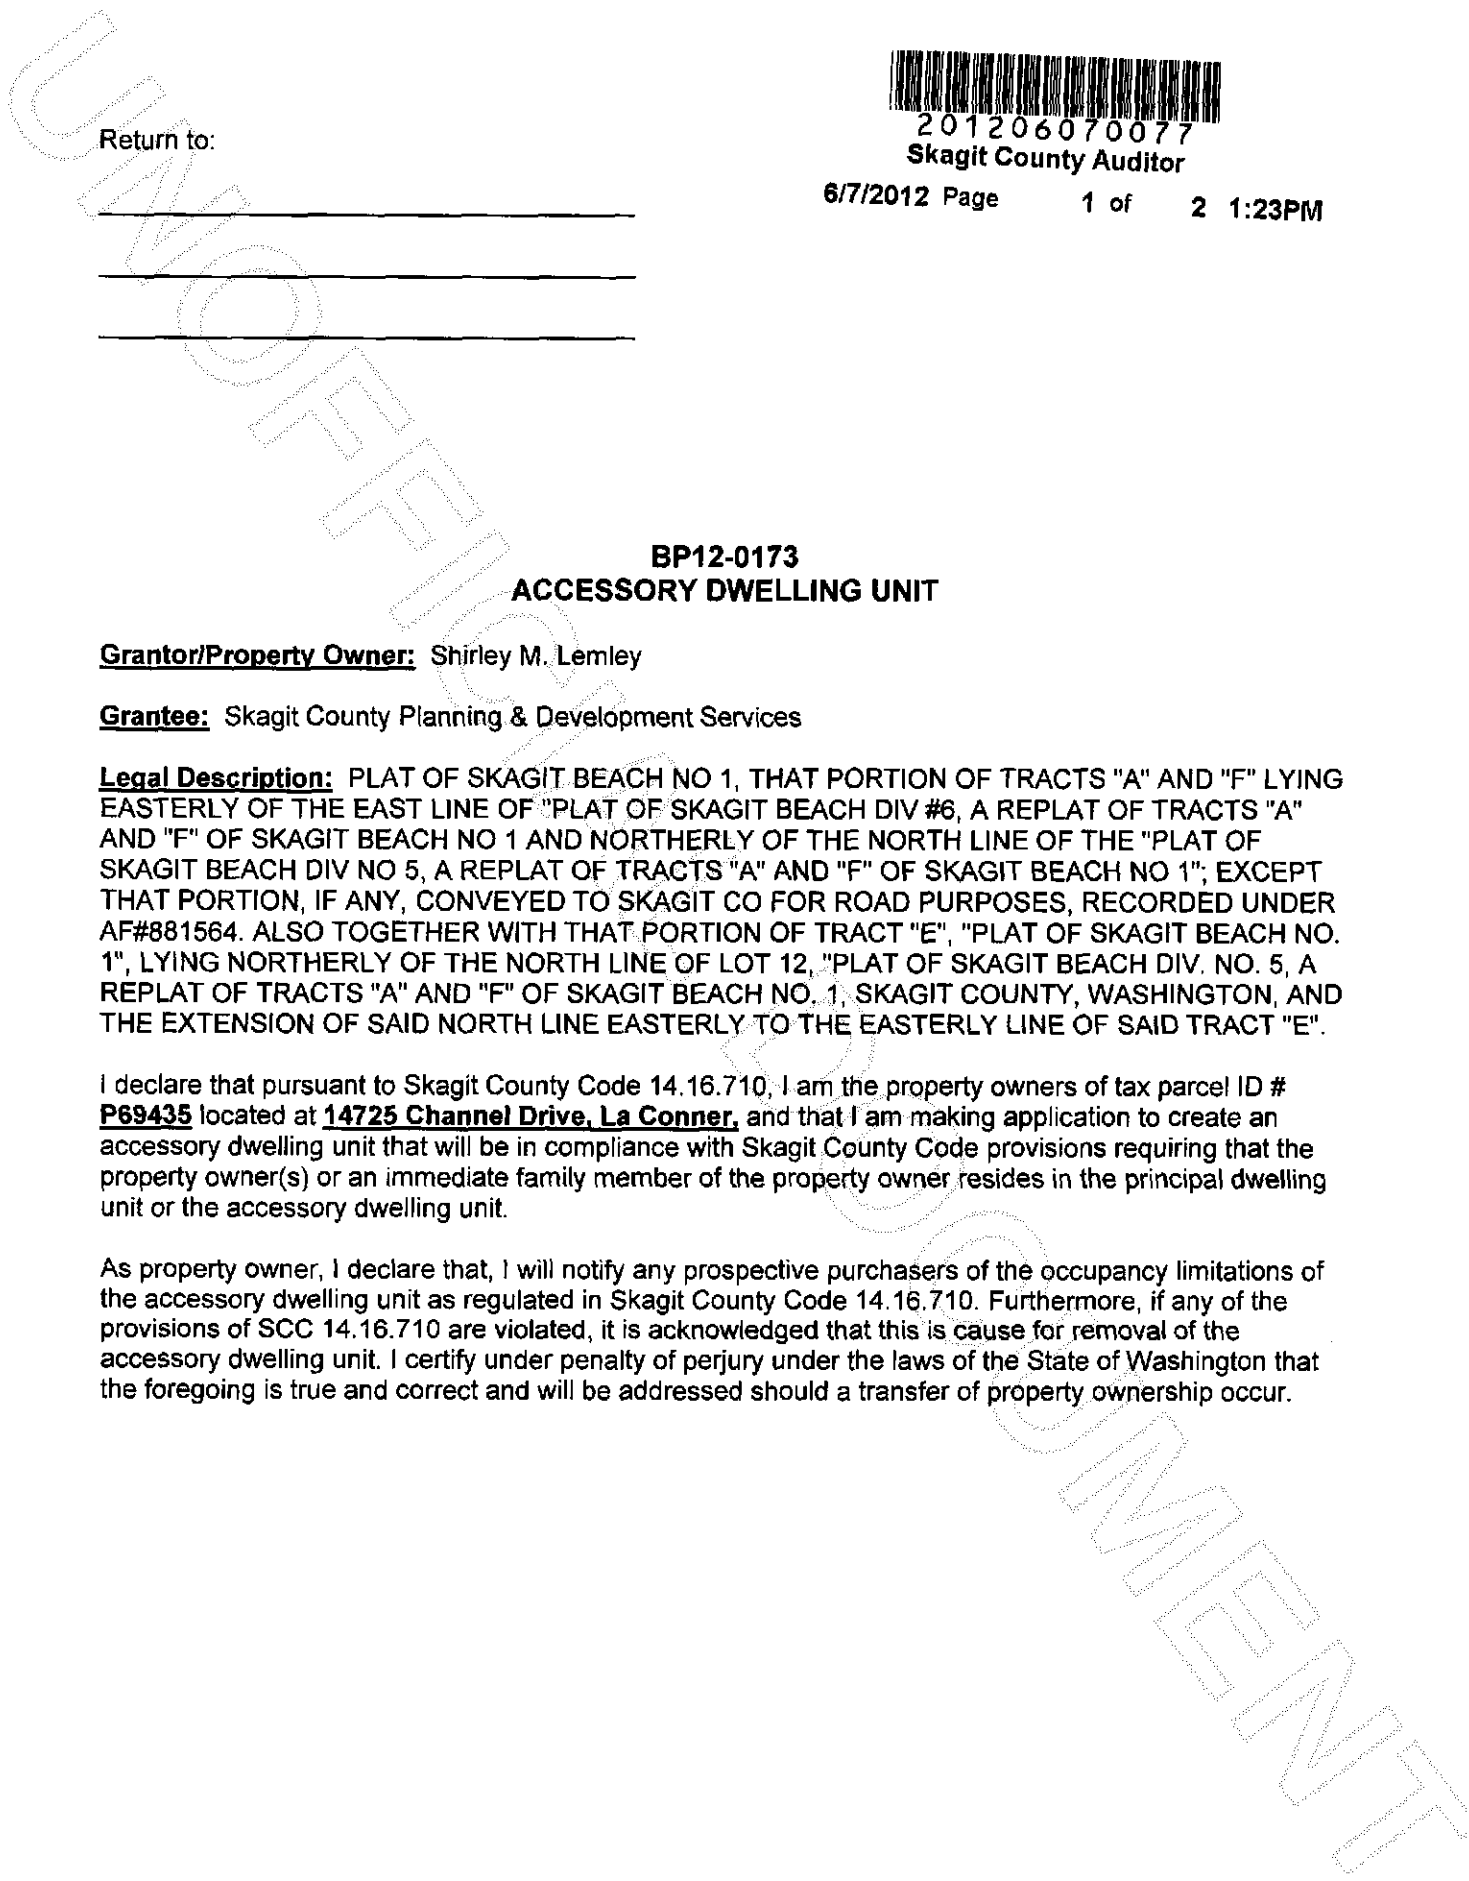 201206070077
Skagit County Auditor
6/7/2012 Page 1 of 2 1:23PM
Return to:
BP12-0173
ACCESSORY DWELLING UNIT
Grantor/Property Owner: Shirley M. Lemley
Grantee: Skagit County Planning & Development Services
Legal Description: PLAT OF SKAGIT BEACH NO 1, THAT PORTION OF TRACTS "A" AND "F" LYING
EASTERLY OF THE EAST LINE OF "PLAT OF SKAGIT BEACH DIV #6, A REPLAT OF TRACTS "A"
AND "F" OF SKAGIT BEACH NO 1 AND NORTHERLY OF THE NORTH LINE OF THE "PLAT OF
SKAGIT BEACH DIV NO 5, A REPLAT OF TRACTS "A" AND "F" OF SKAGIT BEACH NO 1"; EXCEPT
THAT PORTION, IF ANY, CONVEYED TO SKAGIT CO FOR ROAD PURPOSES, RECORDED UNDER
AF#881564. ALSO TOGETHER WITH THAT PORTION OF TRACT "E", "PLAT OF SKAGIT BEACH NO.
1", LYING NORTHERLY OF THE NORTH LINE OF LOT 12, "PLAT OF SKAGIT BEACH DIV. NO. 5, A
REPLAT OF TRACTS "A" AND "F" OF SKAGIT BEACH NO. 1, SKAGIT COUNTY, WASHINGTON, AND
THE EXTENSION OF SAID NORTH LINE EASTERLY TO THE EASTERLY LINE OF SAID TRACT "E".
I declare that pursuant to Skagit County Code 14.16.710, I am the property owners of tax parcel ID #
P69435 located at 14725 Channel Drive, La Conner, and that I am making application to create an
accessory dwelling unit that will be in compliance with Skagit County Code provisions requiring that the
property owner(s) or an immediate family member of the property owner resides in the principal dwelling
unit or the accessory dwelling unit.
As property owner, I declare that, I will notify any prospective purchasers of the occupancy limitations of
the accessory dwelling unit as regulated in Skagit County Code 14.16.710. Furthermore, if any of the
provisions of SCC 14.16.710 are violated, it is acknowledged that this is cause for removal of the
accessory dwelling unit. I certify under penalty of perjury under the laws of the State of Washington that
the foregoing is true and correct and will be addressed should a transfer of property ownership occur.
UNOFFICIAL DOCUMENT